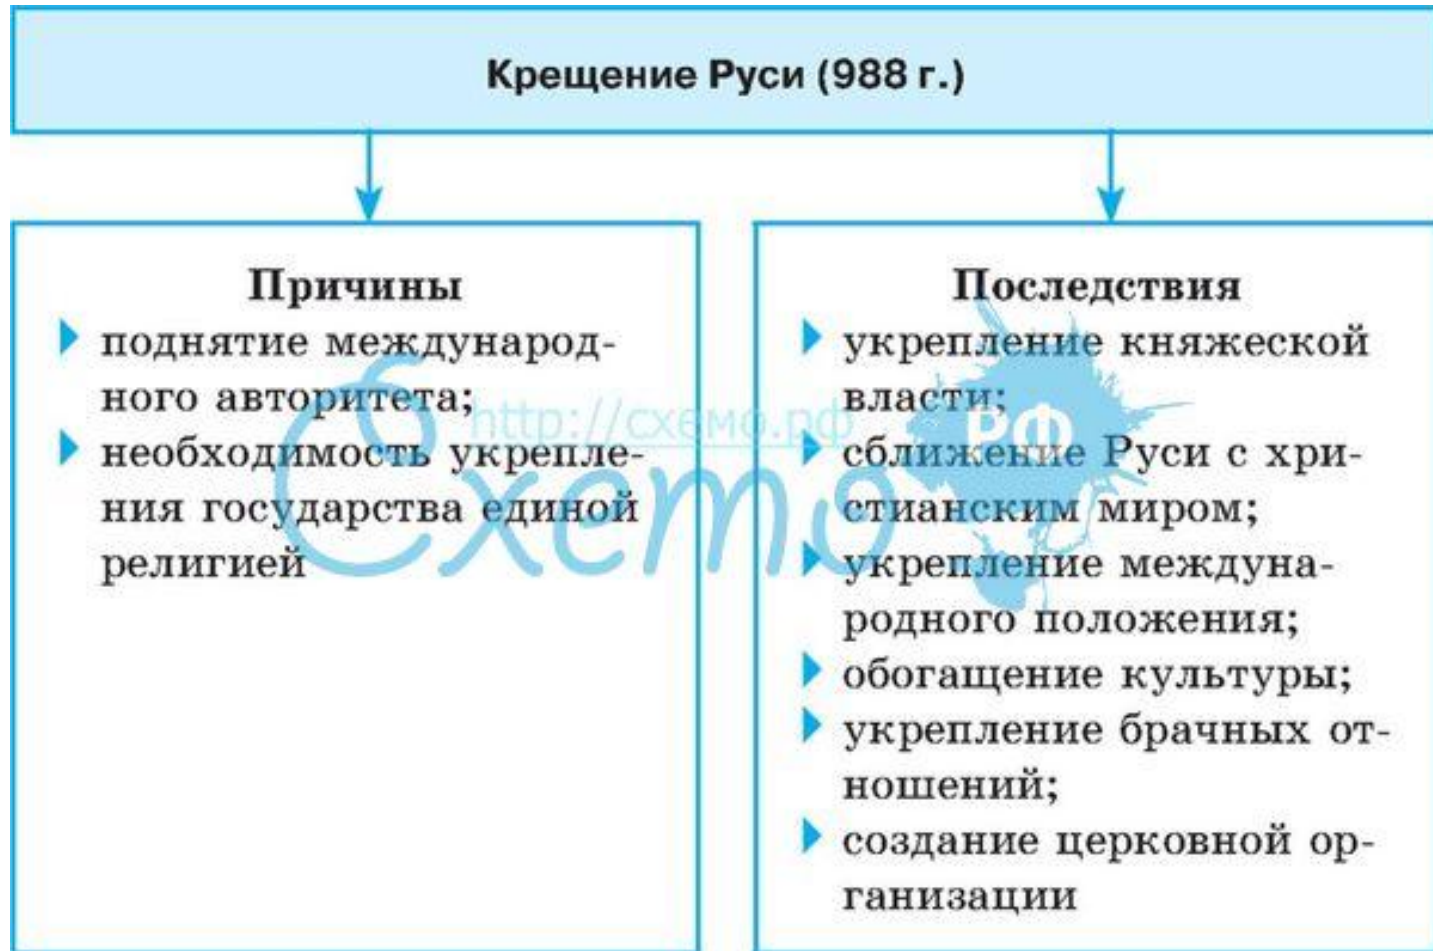 Крещение Руси (988 г.)
Причины
поднятие международ-
ного авторитета;
необходимость укрепле-
ния государства единой
религией
Последствия
укрепление княжеской
власти;
сближение Руси с хри-
стианским миром;
укрепление междуна-
родного положения;
обогащение культуры;
укрепление брачных от-
ношений;
создание церковной ор-
ганизации
http://схемо.рф
Схемо
РФ